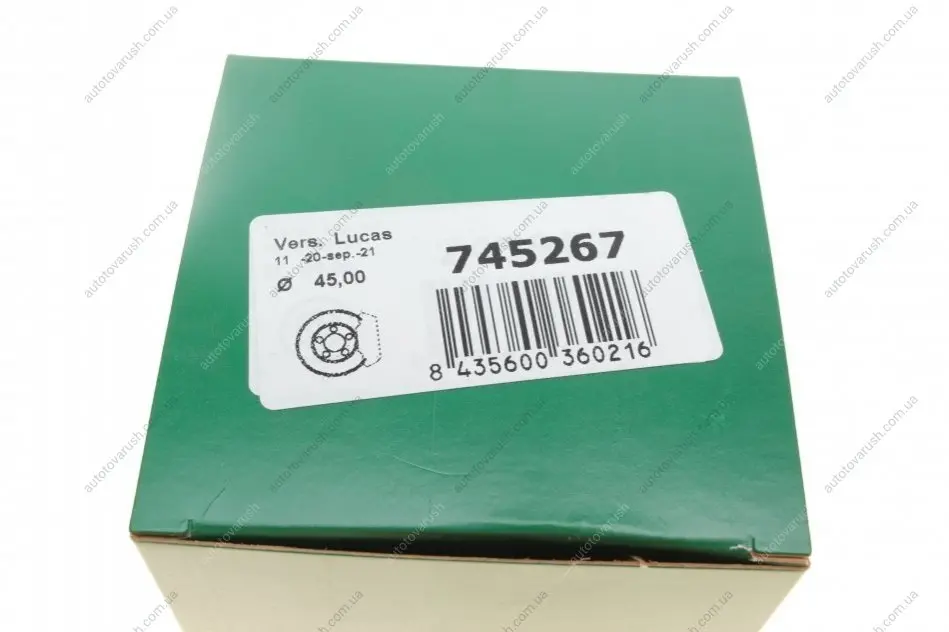 Vers. Lucas
11 -20-sep.-21
Ø 45,00
745267
8 435600 360216
autotovarush.com.ua